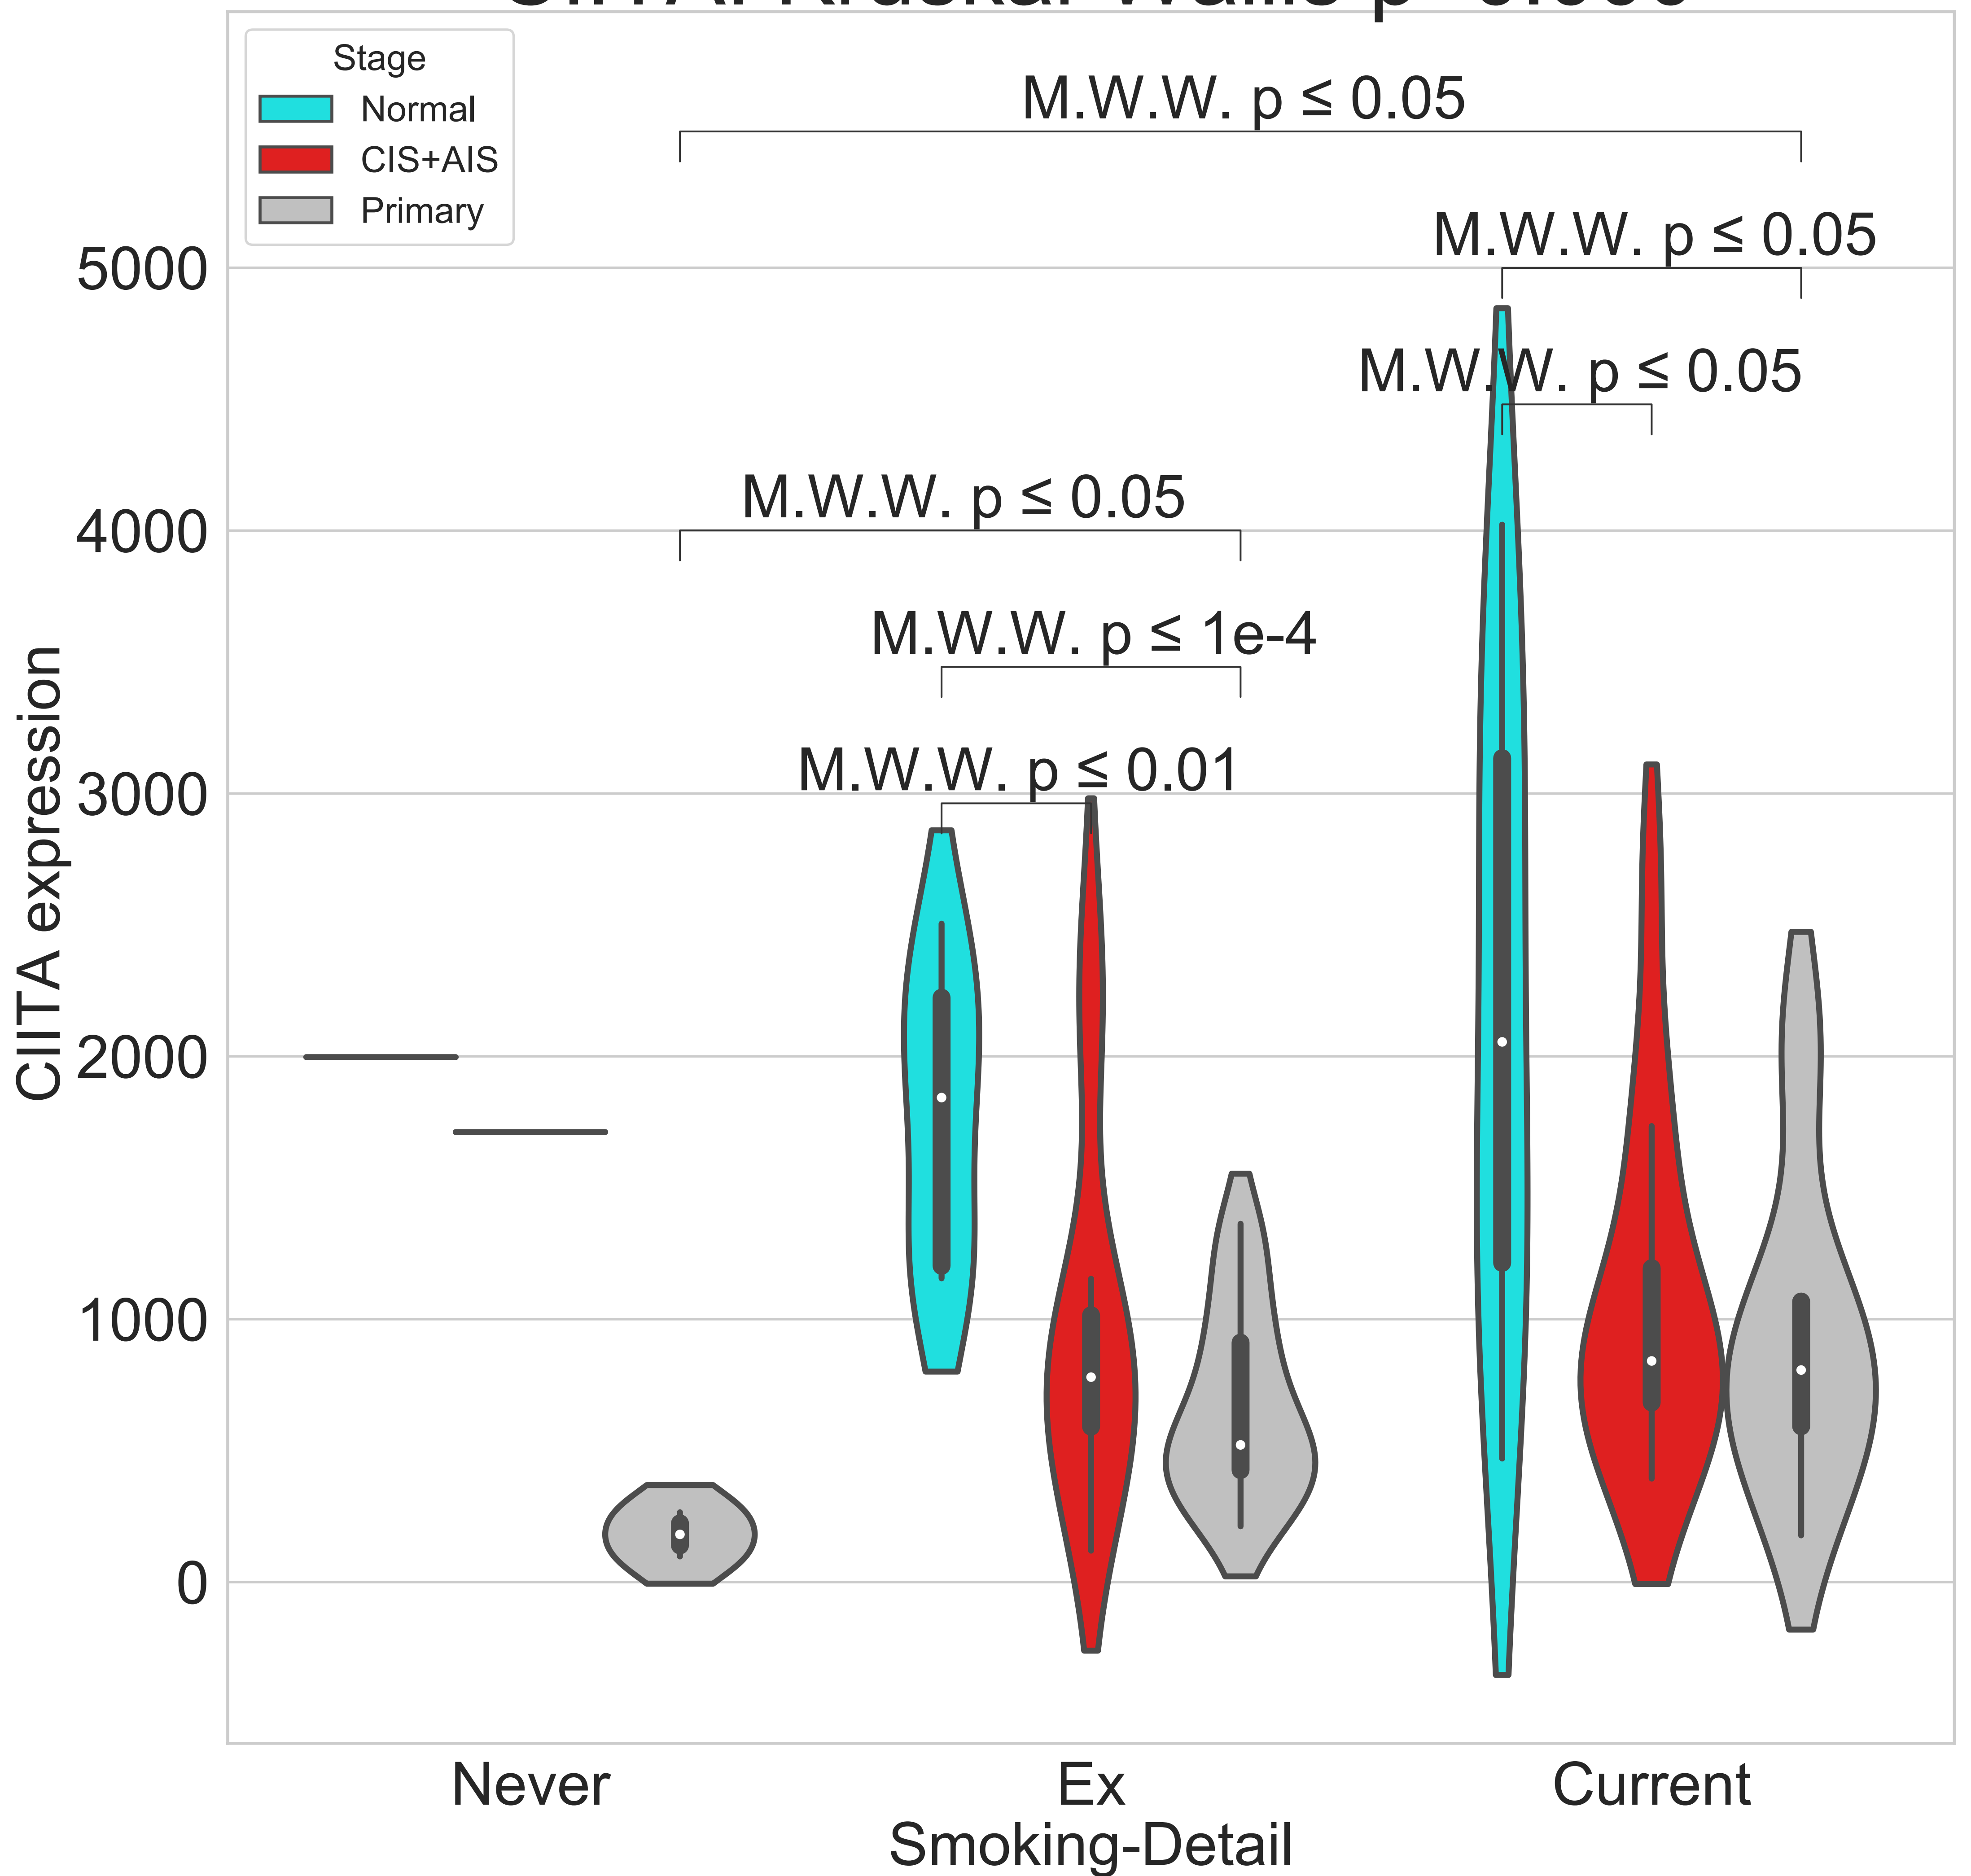 Stage
Normal
CIS+AIS
Primary
M.W.W. p ≤ 0.05
M.W.W. p ≤ 0.05
M.W.W. p ≤ 0.05
M.W.W. p ≤ 0.05
M.W.W. p ≤ 1e-4
M.W.W. p ≤ 0.01
CIITA expression
5000
4000
3000
2000
1000
0
Never
Ex
Current
Smoking-Detail